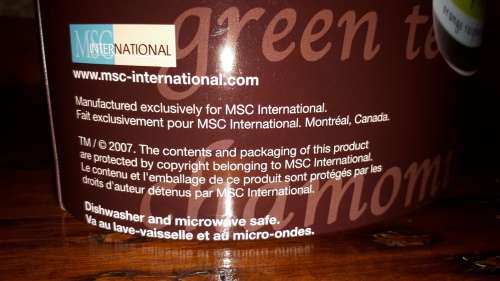 green te
MSC
INTERNATIONAL
www.msc-international.com
Manufactured exclusively for MSC International.
Fait exclusivement pour MSC International. Montréal, Canada.
TM / © 2007. The contents and packaging of this product
are protected by copyright belonging to MSC International.
Le contenu et l'emballage de ce produit sont protégés par les
droits d'auteur détenus par MSC International.
Dishwasher and microwave safe.
Va au lave-vaisselle et au micro-ondes.